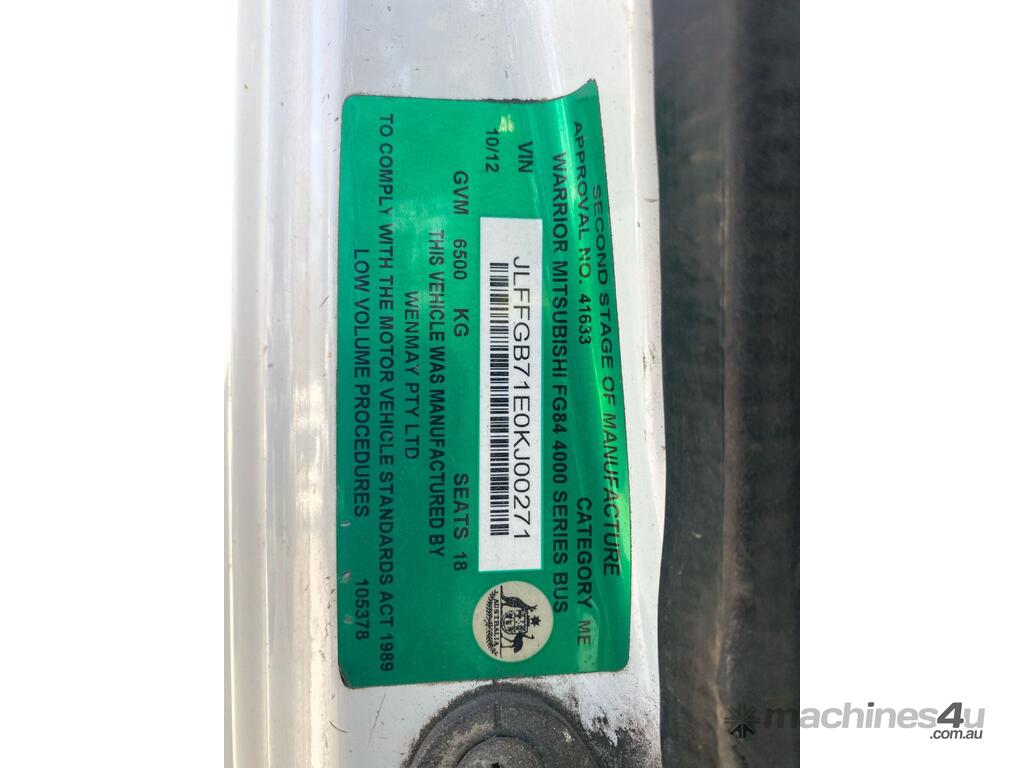 SECOND STAGE OF MANUFACTURE
APPROVAL NO. 41633 CATEGORY ME
WARRIOR MITSUBISHI FG84 4000 SERIES BUS
VIN JLFFGB71E0KJ00271
10/12
GVM 6500 KG SEATS 18
THIS VEHICLE WAS MANUFACTURED BY
WENMAY PTY LTD
LOW VOLUME PROCEDURES 105378
TO COMPLY WITH THE MOTOR VEHICLE STANDARDS ACT 1989
AUSTRALIA
machines4u
.com.au